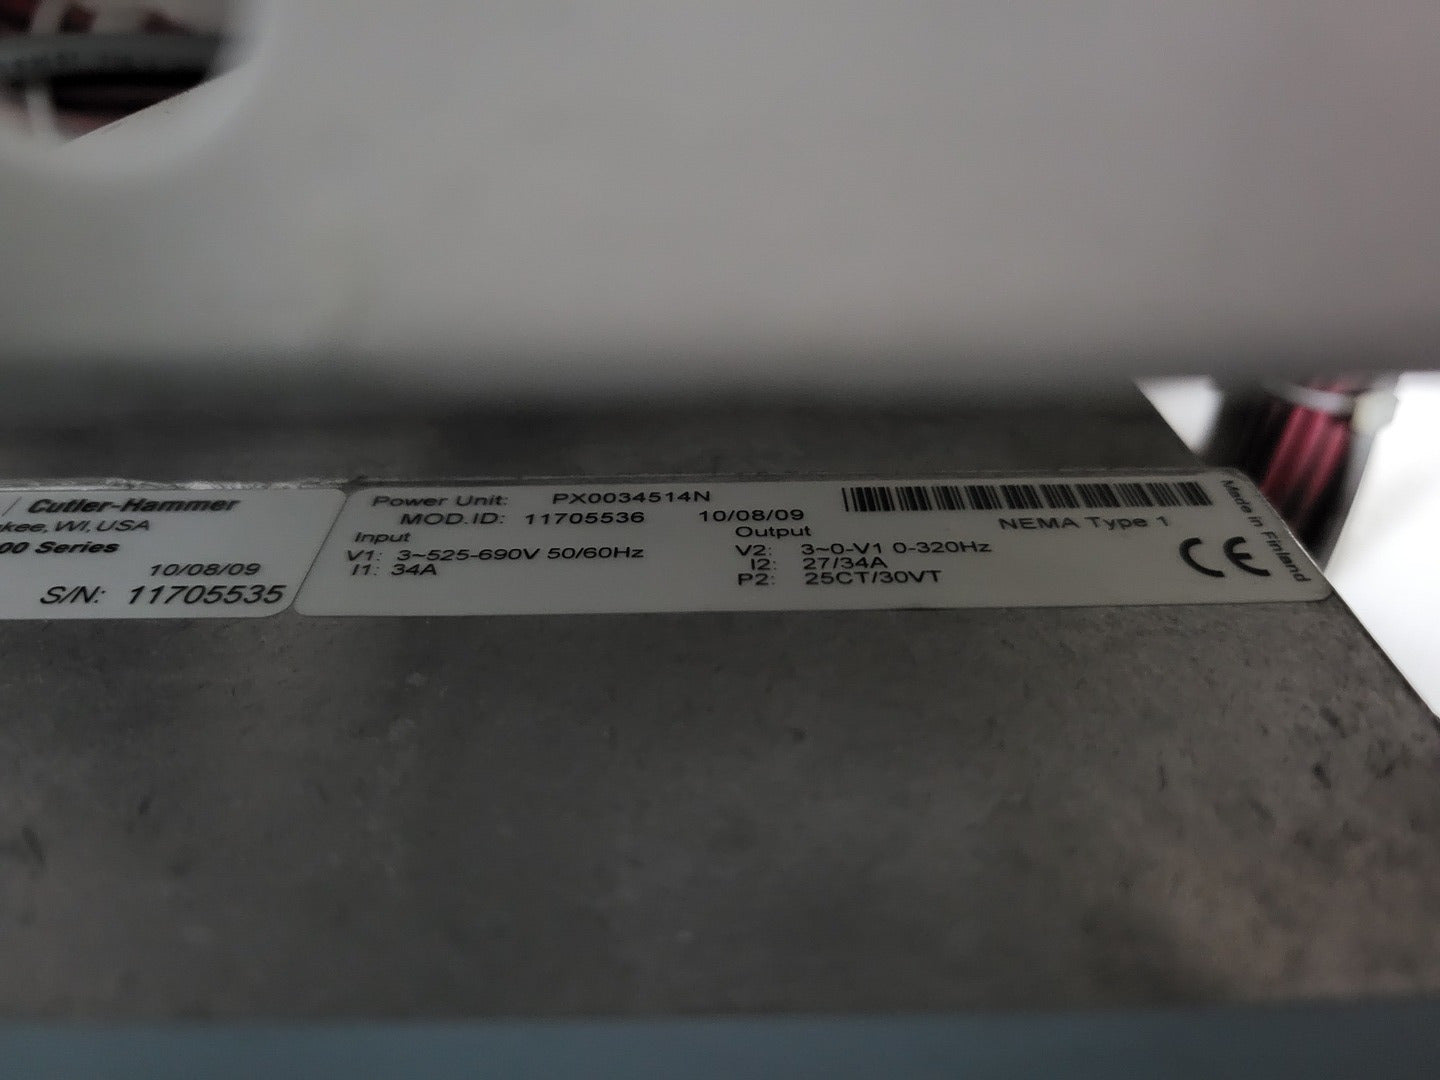 Cutler-Hammer
kee, WI, USA
00 Series
10/08/09
S/N: 11705535
Power Unit: PX0034514N
MOD.ID: 11705536 10/08/09
Input
V1: 3~525-690V 50/60Hz
I1: 34A
NEMA Type 1
Output
V2: 3~0-V1 0-320Hz
I2: 27/34A
P2: 25CT/30VT
CE
Made in Finland